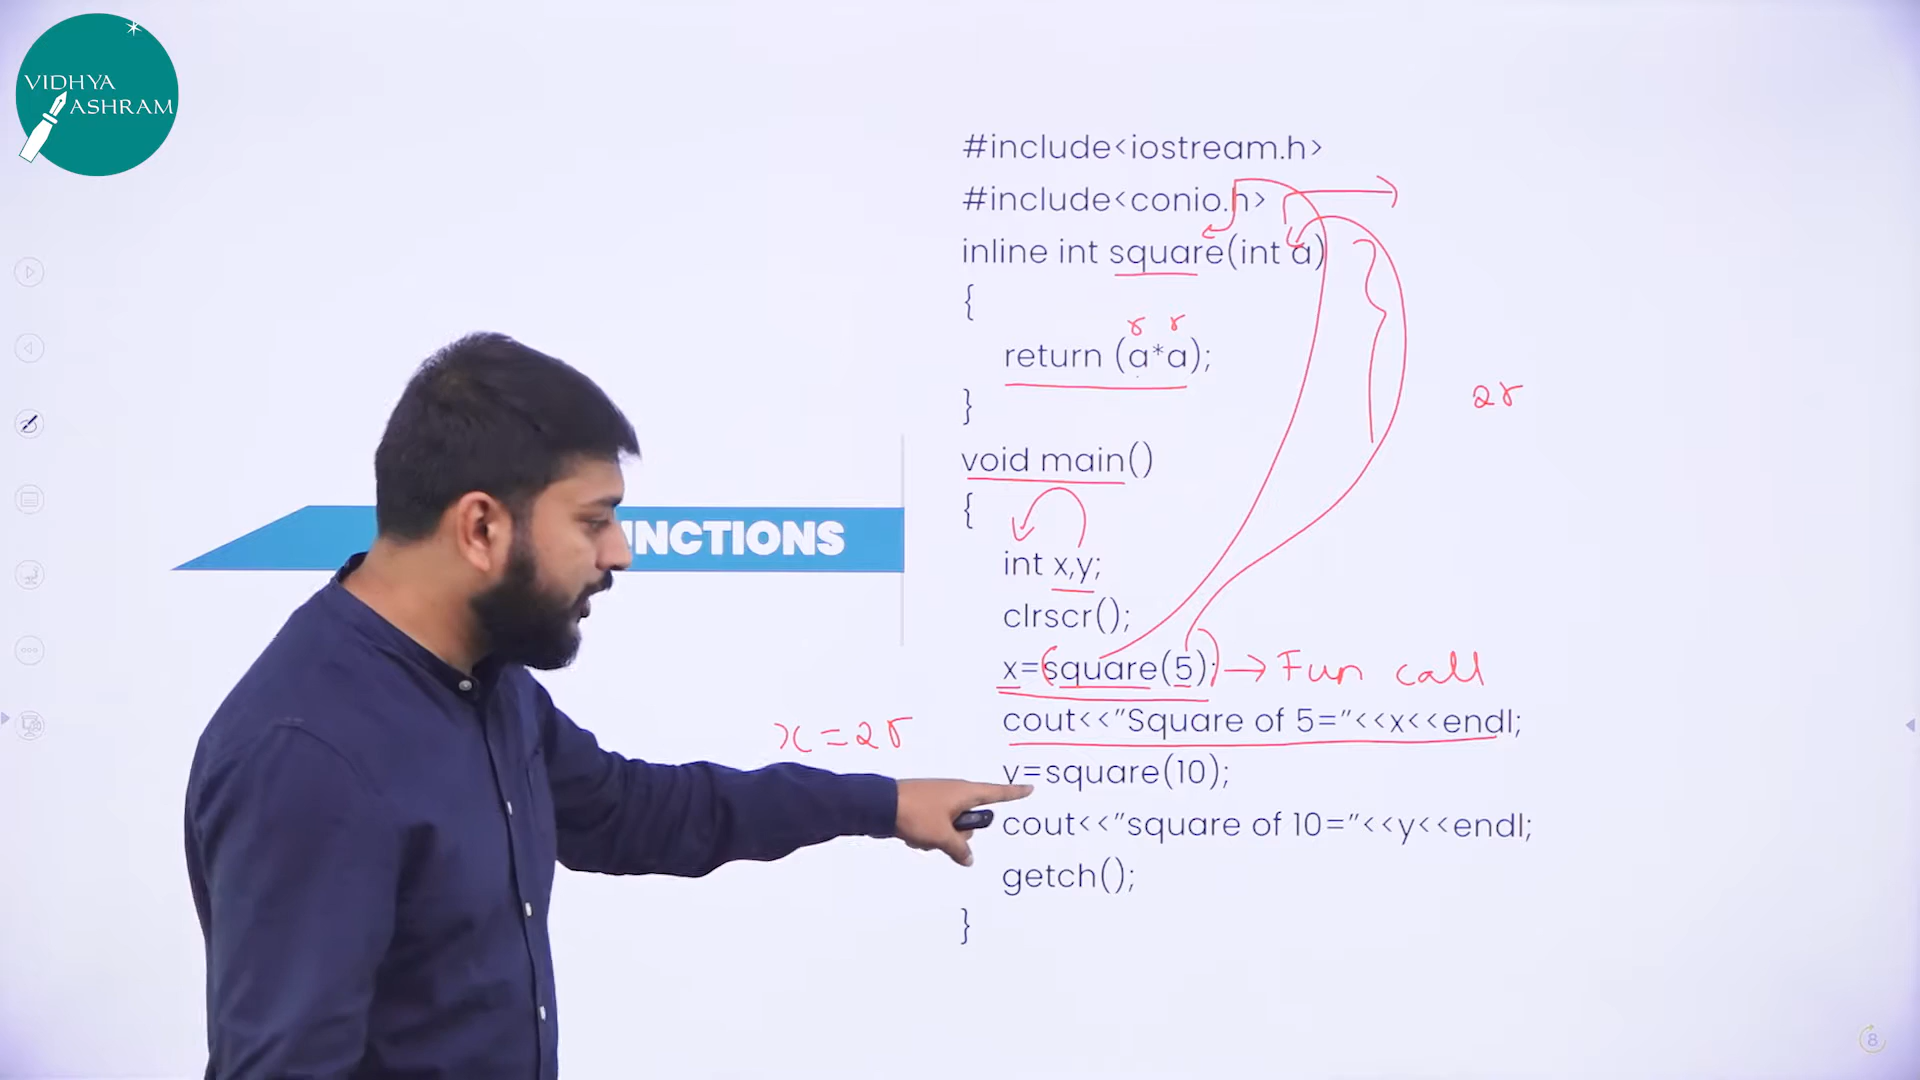 VIDHYA
ASHRAM
#include<iostream.h>
#include<conio.h>
inline int square(int a)
{
5 5
return (a*a);
}
25
void main()
{
NCTIONS
int x,y;
clrscr();
x=square(5); → Fun call
cout<<"Square of 5="<<x<<endl;
x=25
y=square(10);
cout<<"square of 10="<<y<<endl;
getch();
}
8